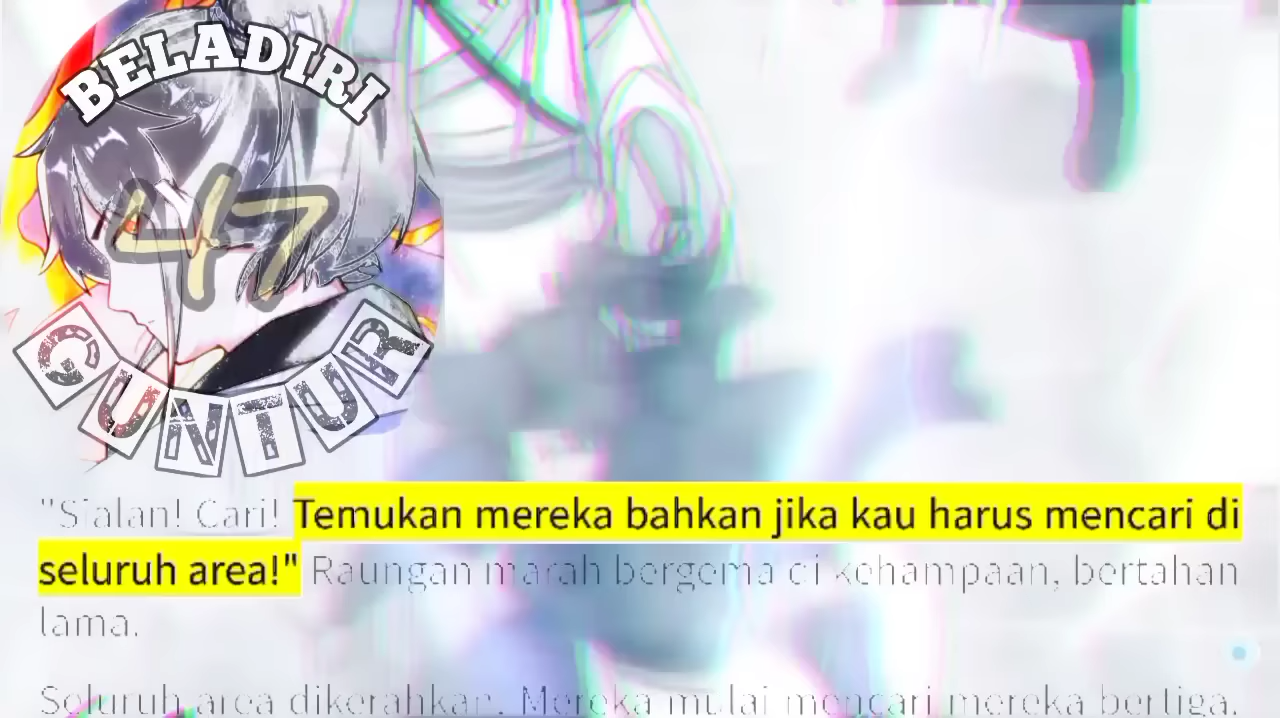 BELADIRI
47
GUNTUR
"Sialan! Cari! Temukan mereka bahkan jika kau harus mencari di
seluruh area!" Raungan marah bergema di kehampaan, bertahan
lama.
Seluruh area dikerahkan. Mereka mulai mencari mereka bertiga.